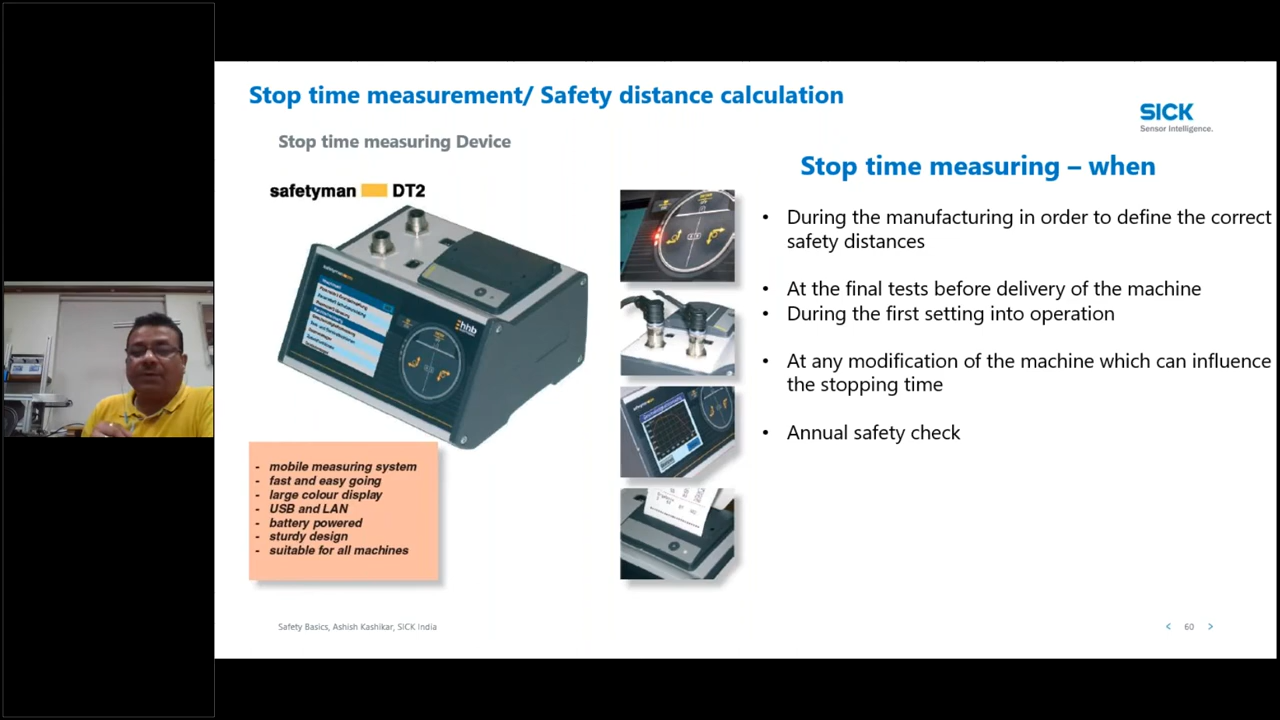 Stop time measurement/ Safety distance calculation
SICK
Sensor Intelligence.
Stop time measuring Device
safetyman DT2
hhb
- mobile measuring system
- fast and easy going
- large colour display
- USB and LAN
- battery powered
- sturdy design
- suitable for all machines
Stop time measuring – when
• During the manufacturing in order to define the correct
safety distances
• At the final tests before delivery of the machine
• During the first setting into operation
• At any modification of the machine which can influence
the stopping time
• Annual safety check
Safety Basics, Ashish Kashikar, SICK India
< 60 >